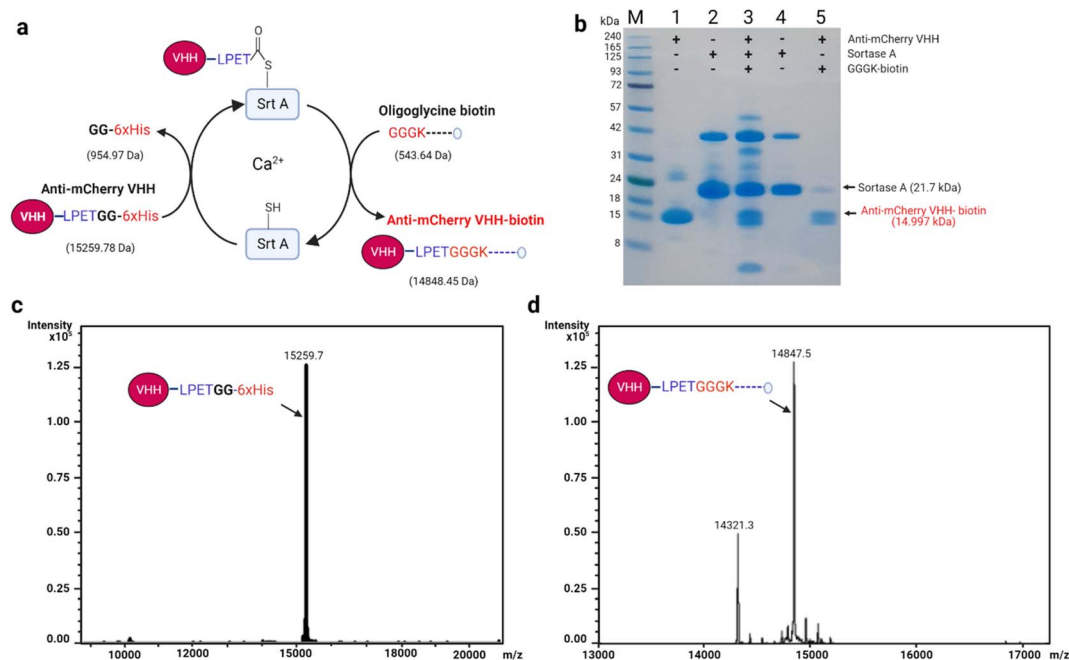 a
VHH
LPET
O
S
Srt A
GG-6xHis
(954.97 Da)
Anti-mCherry VHH
VHH
LPETGG-6xHis
(15259.78 Da)
Ca2+
SH
Srt A
Oligoglycine biotin
GGGK
(543.64 Da)
Anti-mCherry VHH-biotin
VHH
LPETGGGK
(14848.45 Da)
b
kDa M 1 2 3 4 5
240
165
125
93
72
57
42
31
24
18
15
8
+ - + - + Anti-mCherry VHH
- + + + - Sortase A
- - + - + GGGK-biotin
Sortase A (21.7 kDa)
Anti-mCherry VHH- biotin
(14.997 kDa)
c
Intensity
x10⁵
1.25
1.00
0.75
0.50
0.25
0.00
15259.7
VHH
LPETGG-6xHis
10000 12000 15000 18000 20000 m/z
d
Intensity
x10⁵
1.25
1.00
0.75
0.50
0.25
0.00
14847.5
VHH
LPETGGGK
14321.3
13000 14000 15000 16000 17000 m/z